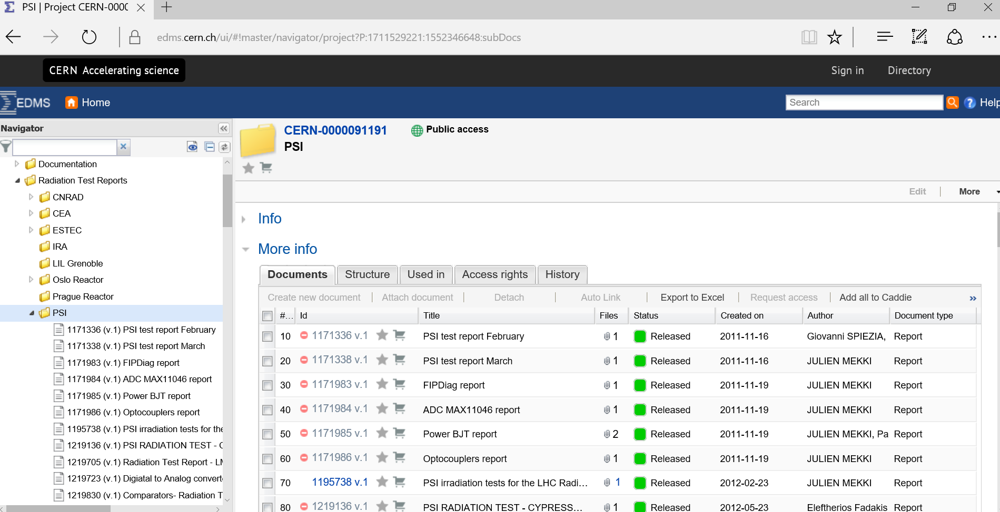 PSI | Project CERN-000
edms.cern.ch/ui/#!master/navigator/project?P:1711529221:1552346648:subDocs
CERN Accelerating science
Sign in
Directory
EDMS
Home
Search
Help
Navigator
Documentation
Radiation Test Reports
CNRAD
CEA
ESTEC
IRA
LIL Grenoble
Oslo Reactor
Prague Reactor
PSI
1171336 (v.1) PSI test report February
1171338 (v.1) PSI test report March
1171983 (v.1) FIPDiag report
1171984 (v.1) ADC MAX11046 report
1171985 (v.1) Power BJT report
1171986 (v.1) Optocouplers report
1195738 (v.1) PSI irradiation tests for the
1219136 (v.1) PSI RADIATION TEST -
1219705 (v.1) Radiation Test Report -
1219723 (v.1) Digiatal to Analog convert
1219830 (v.1) Comparators- Radiation T
CERN-0000091191
Public access
PSI
Edit
More
Info
More info
Documents Structure Used in Access rights History
Create new document Attach document Detach Auto Link Export to Excel Request access Add all to Caddie »
#... Id Title Files Status Created on Author Document type
10 1171336 v.1 PSI test report February 1 Released 2011-11-16 Giovanni SPIEZIA, Report
20 1171338 v.1 PSI test report March 1 Released 2011-11-16 JULIEN MEKKI Report
30 1171983 v.1 FIPDiag report 1 Released 2011-11-19 JULIEN MEKKI Report
40 1171984 v.1 ADC MAX11046 report 1 Released 2011-11-19 JULIEN MEKKI Report
50 1171985 v.1 Power BJT report 2 Released 2011-11-19 JULIEN MEKKI, Pa Report
60 1171986 v.1 Optocouplers report 1 Released 2011-11-19 JULIEN MEKKI Report
70 1195738 v.1 PSI irradiation tests for the LHC Radi... 1 Released 2012-02-23 JULIEN MEKKI Report
80 1219136 v.1 PSI RADIATION TEST - CYPRESS... 1 Released 2012-05-23 Eleftherios Fadakis Report